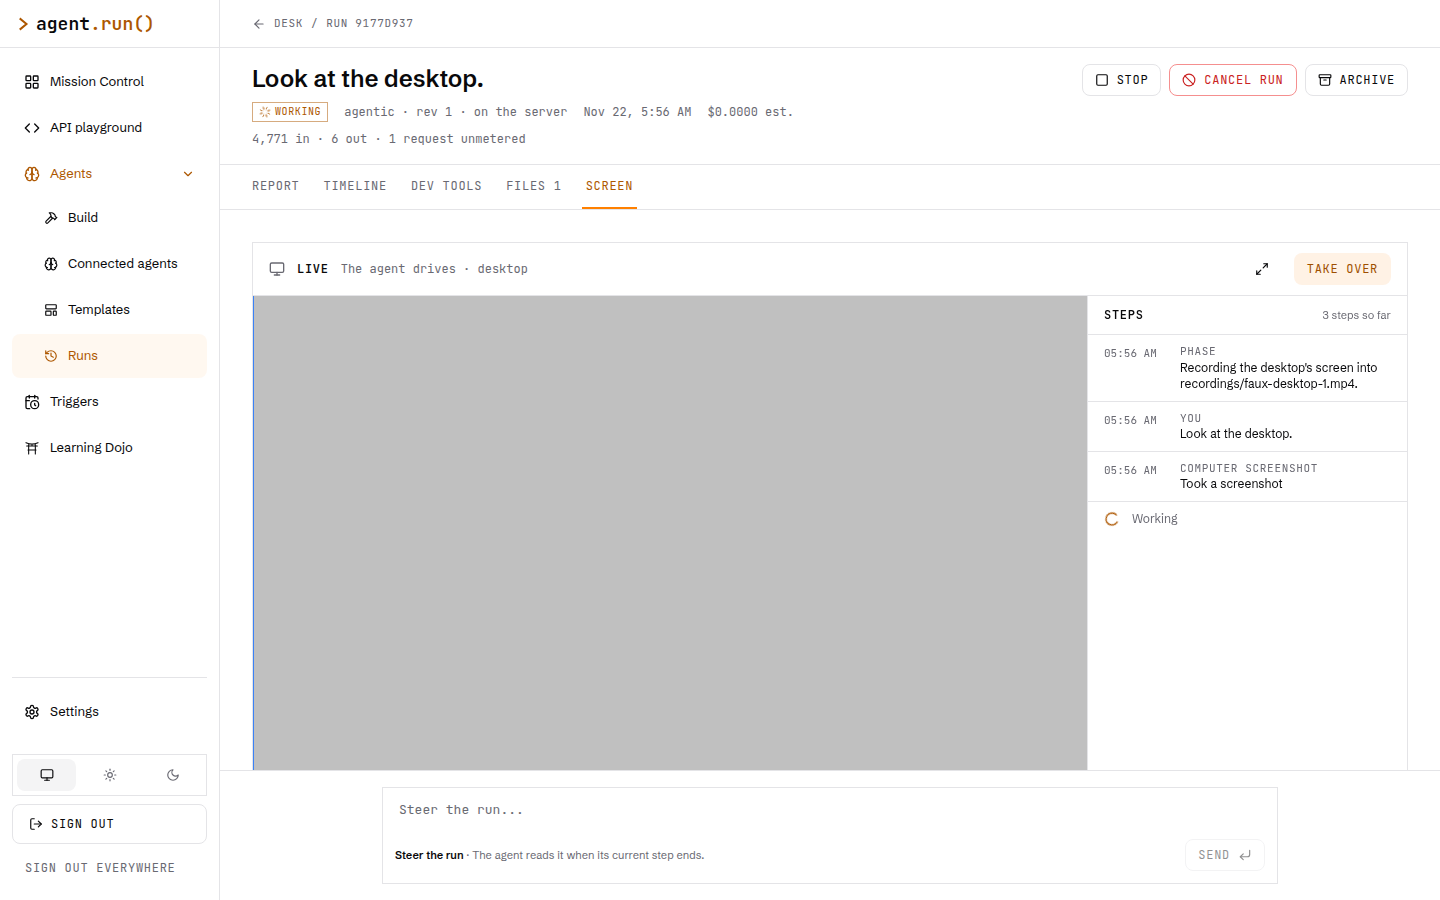 agent.run()
DESK / RUN 9177D937
Mission Control
API playground
Agents
Build
Connected agents
Templates
Runs
Triggers
Learning Dojo
Settings
SIGN OUT
SIGN OUT EVERYWHERE
Look at the desktop.
STOP
CANCEL RUN
ARCHIVE
WORKING agentic · rev 1 · on the server Nov 22, 5:56 AM $0.0000 est.
4,771 in · 6 out · 1 request unmetered
REPORT TIMELINE DEV TOOLS FILES 1 SCREEN
LIVE The agent drives · desktop
TAKE OVER
STEPS 3 steps so far
05:56 AM PHASE
Recording the desktop's screen into
recordings/faux-desktop-1.mp4.
05:56 AM YOU
Look at the desktop.
05:56 AM COMPUTER SCREENSHOT
Took a screenshot
Working
Steer the run...
Steer the run · The agent reads it when its current step ends.
SEND